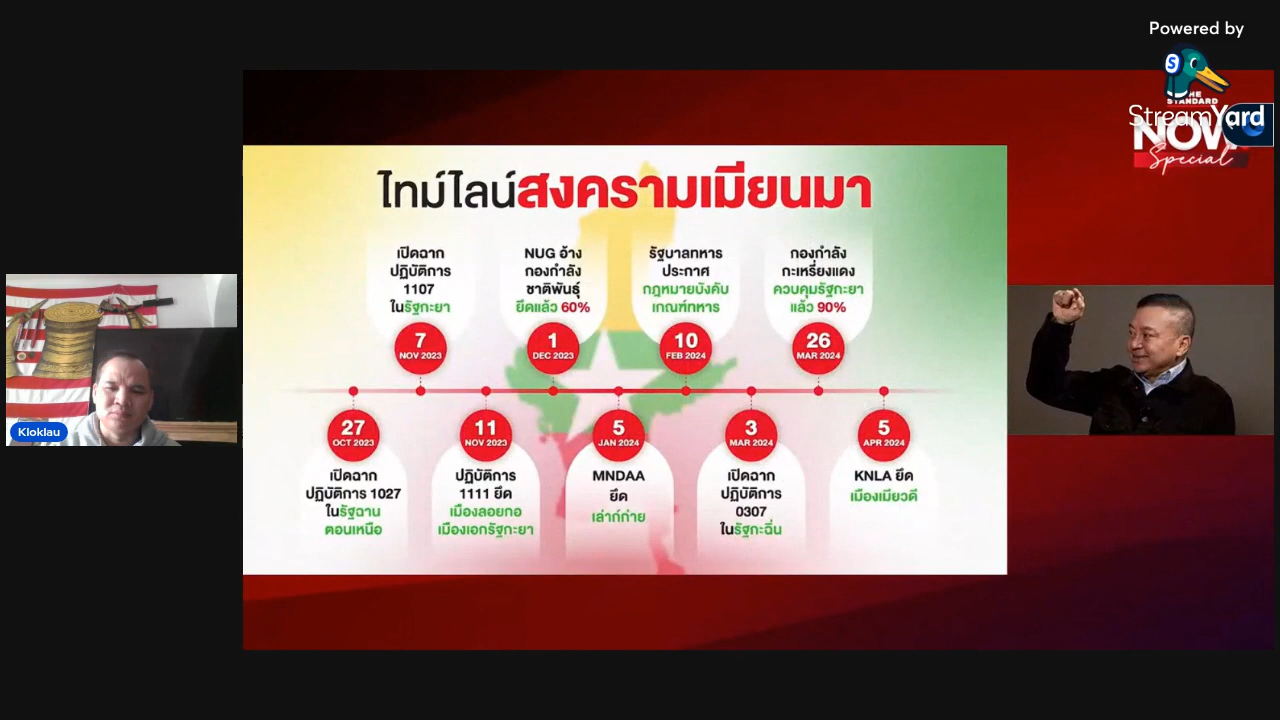 Powered by
StreamYard
THE
STANDARD
NOW
Special
ไทม์ไลน์สงครามเมียนมา
เปิดฉาก
ปฏิบัติการ
1107
ในรัฐกะยา
7
NOV 2023
NUG อ้าง
กองกำลัง
ชาติพันธุ์
ยึดแล้ว 60%
1
DEC 2023
รัฐบาลทหาร
ประกาศ
กฎหมายบังคับ
เกณฑ์ทหาร
10
FEB 2024
กองกำลัง
กะเหรี่ยงแดง
ควบคุมรัฐกะยา
แล้ว 90%
26
MAR 2024
27
OCT 2023
เปิดฉาก
ปฏิบัติการ 1027
ในรัฐฉาน
ตอนเหนือ
11
NOV 2023
ปฏิบัติการ
1111 ยึด
เมืองลอยกอ
เมืองเอกรัฐกะยา
5
JAN 2024
MNDAA
ยึด
เล่าก์ก่าย
3
MAR 2024
เปิดฉาก
ปฏิบัติการ
0307
ในรัฐกะฉิ่น
5
APR 2024
KNLA ยึด
เมืองเมียวดี
Kloklau